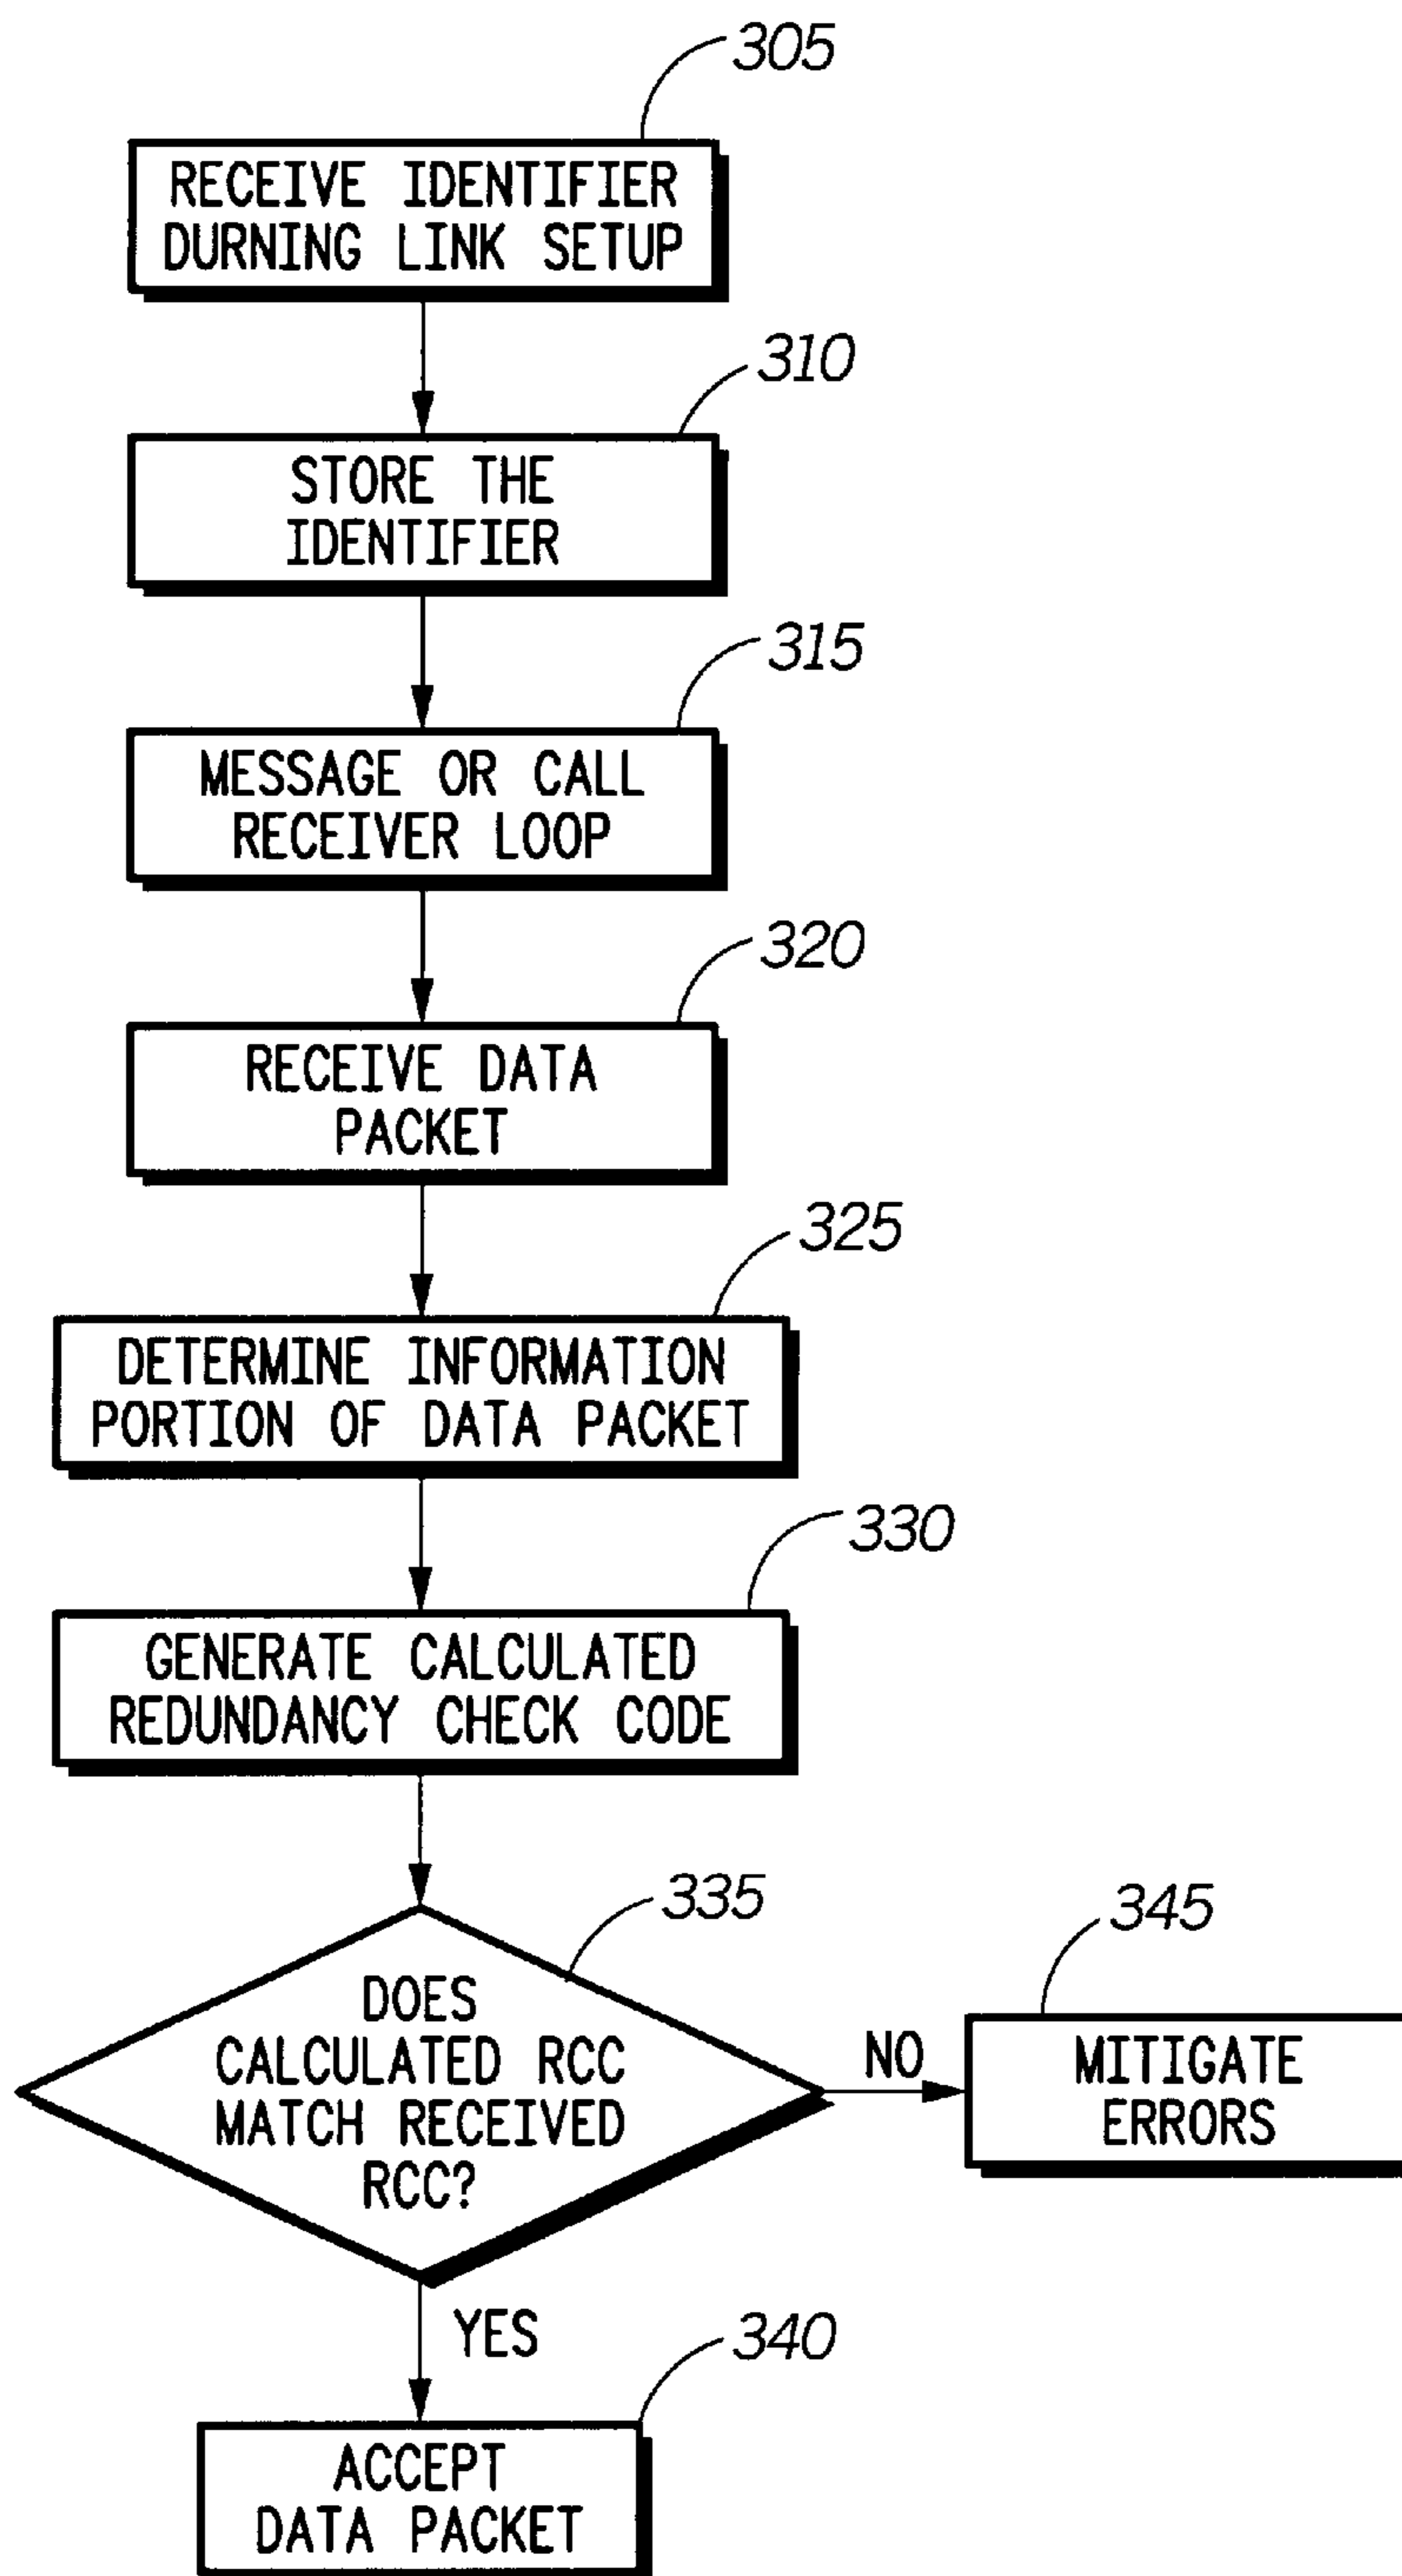 305
RECEIVE IDENTIFIER
DURNING LINK SETUP
310
STORE THE
IDENTIFIER
315
MESSAGE OR CALL
RECEIVER LOOP
320
RECEIVE DATA
PACKET
325
DETERMINE INFORMATION
PORTION OF DATA PACKET
330
GENERATE CALCULATED
REDUNDANCY CHECK CODE
335
DOES
CALCULATED RCC
MATCH RECEIVED
RCC?
NO
345
MITIGATE
ERRORS
YES
340
ACCEPT
DATA PACKET